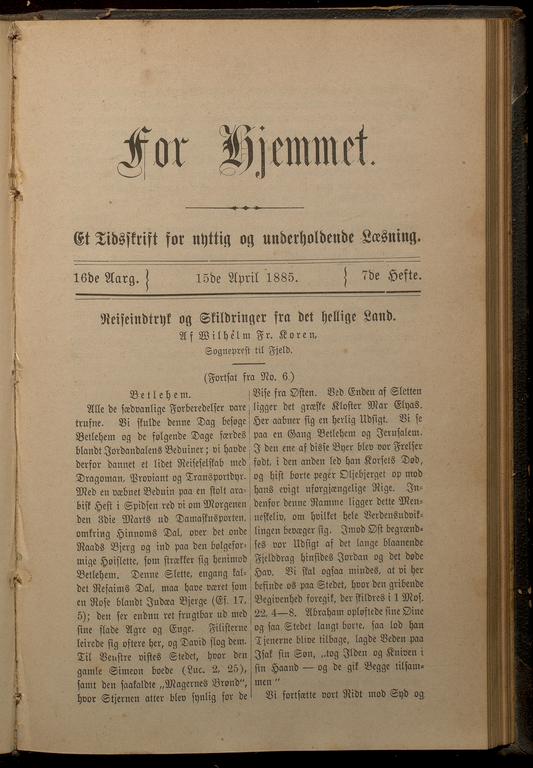 For Hjemmet.
Et Tidsskrift for nyttig og underholdende Læsning.
16de Aarg. } 15de April 1885. } 7de Hefte.
Reiseindtryk og Skildringer fra det hellige Land.
Af Wilhelm Fr. Koren,
Sogneprest til Fjeld.
(Fortsat fra No. 6.)
Betlehem.
Alle de sædvanlige Forberedelser vare
trufne. Vi skulde denne Dag besøge
Betlehem og de følgende Dage færdes
blandt Jordandalens Beduiner; vi havde
derfor dannet et lidet Reiseselskab med
Dragoman, Proviant og Transportdyr.
Med en væbnet Beduin paa en stolt ara-
bisk Hest i Spidsen red vi om Morgenen
den 3die Marts ud Damaskusporten,
omkring Hinnoms Dal, over det onde
Raads Bjerg og ind paa den bølgefor-
mige Høislette, som strækker sig henimod
Betlehem. Denne Slette, engang kal-
det Refaims Dal, maa have været som
en Rose blandt Judæa Bjerge (Es. 17,
5); den ser endnu ret frugtbar ud med
sine flade Agre og Enge. Filisterne
leirede sig oftere her, og David slog dem.
Til Venstre vistes Stedet, hvor den
gamle Simeon boede (Luc. 2, 25),
samt den saakaldte „Magernes Brønd“,
hvor Stjernen atter blev synlig for de
Vise fra Østen. Ved Enden af Sletten
ligger det græske Kloster Mar Elyas.
Her aabner sig en herlig Udsigt. Vi se
paa en Gang Betlehem og Jerusalem.
I den ene af disse Byer blev vor Frelser
født, i den anden led han Korsets Død,
og hist borte peger Oljebjerget op mod
hans evigt uforgjængelige Rige. In-
denfor denne Ramme ligger dette Men-
neskeliv, om hvilket hele Verdensudvik-
lingen bevæger sig. Imod Øst begrænd-
ses vor Udsigt af det lange blaanende
Fjelddrag hinsides Jordan og det døde
Hav. Vi skal ogsaa mindes, at vi her
befinde os paa Stedet, hvor den gribende
Begivenhed foregik, der skildres i 1 Mos.
22, 4—8. Abraham opløftede sine Øine
og saa Stedet langt borte, saa lod han
Tjenerne blive tilbage, lagde Veden paa
Isak sin Søn, „tog Ilden og Kniven i
sin Haand — og de gik Begge tilsam-
men“
Vi fortsætte vort Ridt mod Syd og